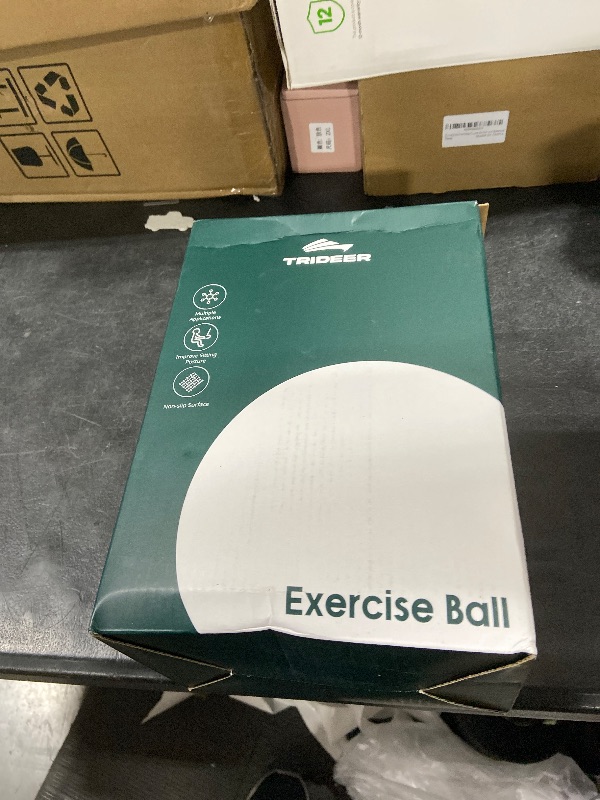 12
TRIDEER
Multiple
Applications
Improve Sitting
Posture
Non-slip Surface
Exercise Ball